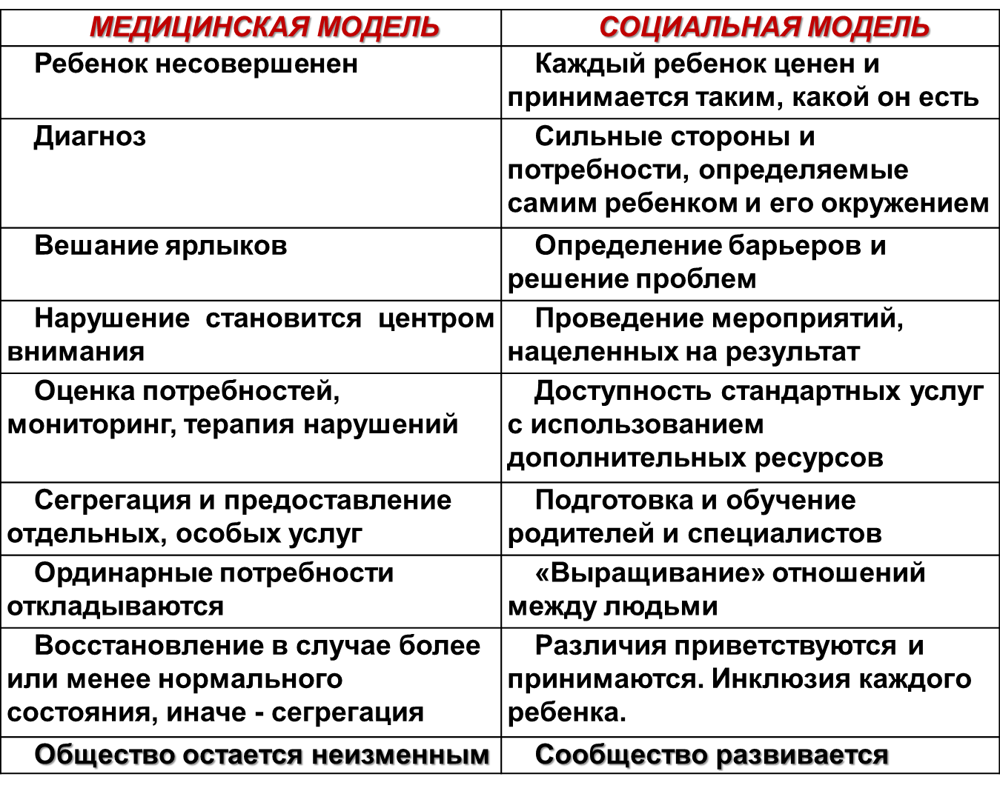 МЕДИЦИНСКАЯ МОДЕЛЬ
СОЦИАЛЬНАЯ МОДЕЛЬ
Ребенок несовершенен
Каждый ребенок ценен и
принимается таким, какой он есть
Диагноз
Сильные стороны и
потребности, определяемые
самим ребенком и его окружением
Вешание ярлыков
Определение барьеров и
решение проблем
Нарушение становится центром
внимания
Проведение мероприятий,
нацеленных на результат
Оценка потребностей,
мониторинг, терапия нарушений
Доступность стандартных услуг
с использованием
дополнительных ресурсов
Сегрегация и предоставление
отдельных, особых услуг
Подготовка и обучение
родителей и специалистов
Ординарные потребности
откладываются
«Выращивание» отношений
между людьми
Восстановление в случае более
или менее нормального
состояния, иначе - сегрегация
Различия приветствуются и
принимаются. Инклюзия каждого
ребенка.
Общество остается неизменным
Сообщество развивается